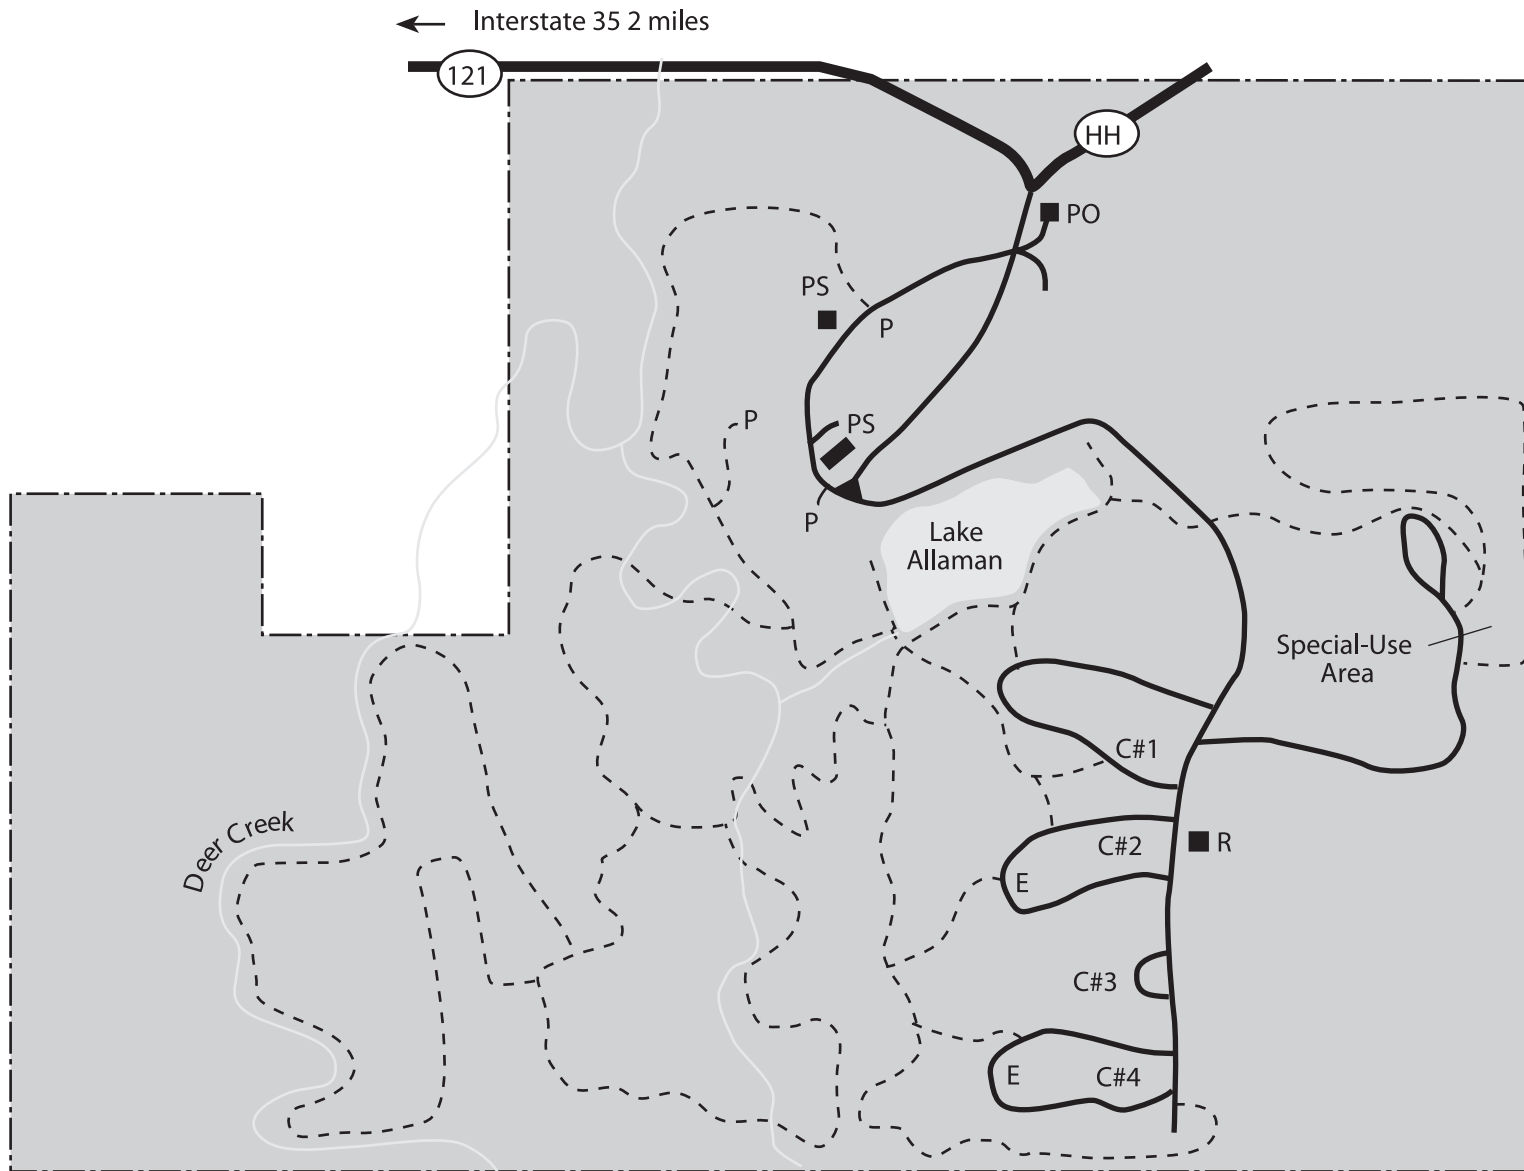 Interstate 35 2 miles
121
HH
PO
PS
P
P
PS
P
Lake
Allaman
Special-Use
Area
C#1
Deer Creek
C#2
R
E
C#3
E
C#4